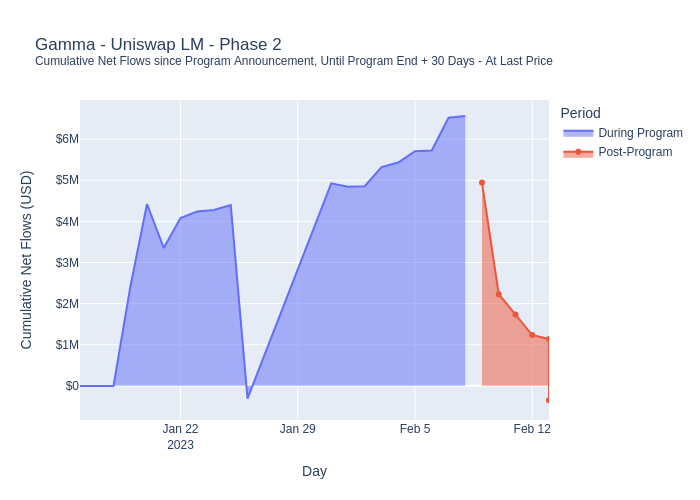 Gamma - Uniswap LM - Phase 2
Cumulative Net Flows since Program Announcement, Until Program End + 30 Days - At Last Price
Period
During Program
Post-Program
Cumulative Net Flows (USD)
$6M
$5M
$4M
$3M
$2M
$1M
$0
Jan 22
2023
Jan 29
Feb 5
Feb 12
Day